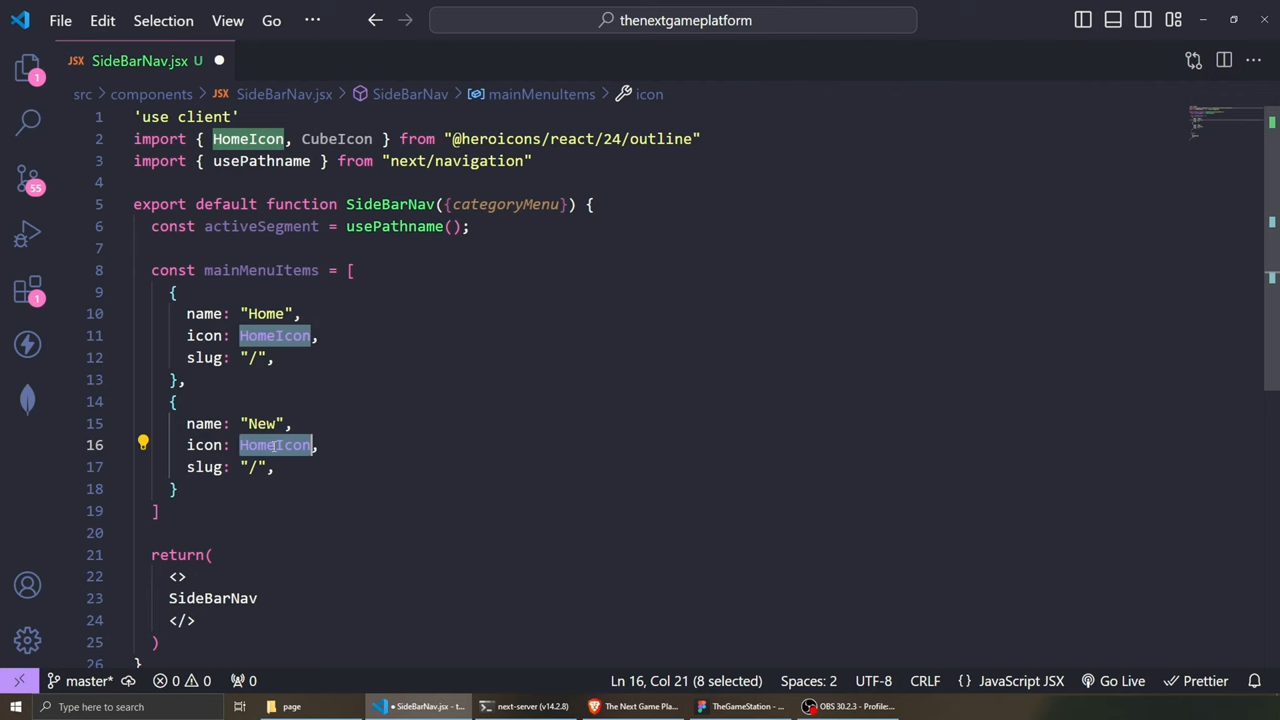 File Edit Selection View Go ··· thenextgameplatform
JSX SideBarNav.jsx U
src > components > JSX SideBarNav.jsx > SideBarNav > mainMenuItems > icon
1 'use client'
2 import { HomeIcon, CubeIcon } from "@heroicons/react/24/outline"
3 import { usePathname } from "next/navigation"
4
5 export default function SideBarNav({categoryMenu}) {
6 const activeSegment = usePathname();
7
8 const mainMenuItems = [
9 {
10 name: "Home",
11 icon: HomeIcon,
12 slug: "/",
13 },
14 {
15 name: "New",
16 icon: HomeIcon,
17 slug: "/",
18 }
19 ]
20
21 return(
22 <>
23 SideBarNav
24 </>
25 )
26 }
1
55
1
master* 0 0 0 Ln 16, Col 21 (8 selected) Spaces: 2 UTF-8 CRLF {} JavaScript JSX Go Live Prettier
Type here to search page • SideBarNav.jsx - t... next-server (v14.2.8) The Next Game Pla... TheGameStation - ... OBS 30.2.3 - Profile:...